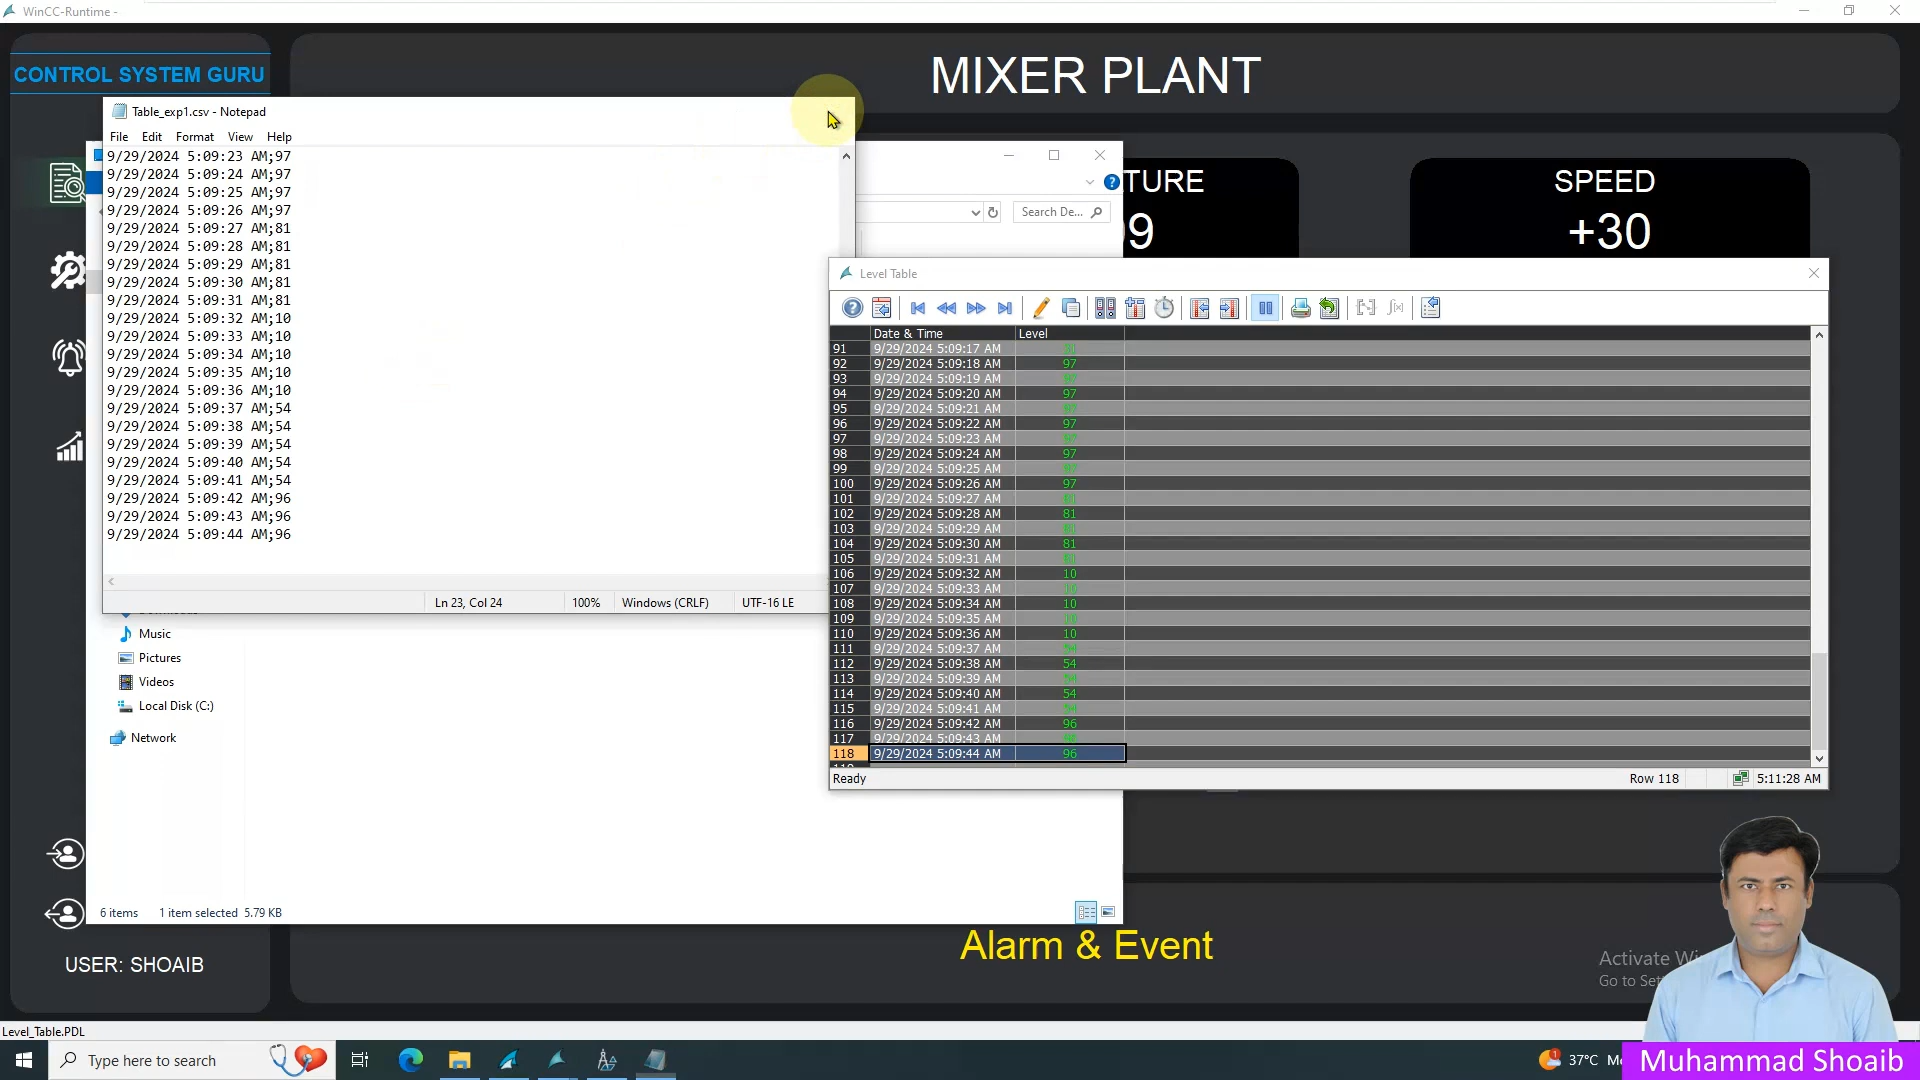 WinCC-Runtime -
CONTROL SYSTEM GURU
MIXER PLANT
Table_exp1.csv - Notepad
File Edit Format View Help
9/29/2024 5:09:23 AM;97
9/29/2024 5:09:24 AM;97
9/29/2024 5:09:25 AM;97
9/29/2024 5:09:26 AM;97
9/29/2024 5:09:27 AM;81
9/29/2024 5:09:28 AM;81
9/29/2024 5:09:29 AM;81
9/29/2024 5:09:30 AM;81
9/29/2024 5:09:31 AM;81
9/29/2024 5:09:32 AM;10
9/29/2024 5:09:33 AM;10
9/29/2024 5:09:34 AM;10
9/29/2024 5:09:35 AM;10
9/29/2024 5:09:36 AM;10
9/29/2024 5:09:37 AM;54
9/29/2024 5:09:38 AM;54
9/29/2024 5:09:39 AM;54
9/29/2024 5:09:40 AM;54
9/29/2024 5:09:41 AM;54
9/29/2024 5:09:42 AM;96
9/29/2024 5:09:43 AM;96
9/29/2024 5:09:44 AM;96
Ln 23, Col 24 100% Windows (CRLF) UTF-16 LE
Search De...
TURE
9
SPEED
+30
Level Table
Date & Time Level
91 9/29/2024 5:09:17 AM
92 9/29/2024 5:09:18 AM 97
93 9/29/2024 5:09:19 AM 97
94 9/29/2024 5:09:20 AM 97
95 9/29/2024 5:09:21 AM 97
96 9/29/2024 5:09:22 AM 97
97 9/29/2024 5:09:23 AM 97
98 9/29/2024 5:09:24 AM 97
99 9/29/2024 5:09:25 AM 97
100 9/29/2024 5:09:26 AM 97
101 9/29/2024 5:09:27 AM 81
102 9/29/2024 5:09:28 AM 81
103 9/29/2024 5:09:29 AM 81
104 9/29/2024 5:09:30 AM 81
105 9/29/2024 5:09:31 AM 81
106 9/29/2024 5:09:32 AM 10
107 9/29/2024 5:09:33 AM 10
108 9/29/2024 5:09:34 AM 10
109 9/29/2024 5:09:35 AM 10
110 9/29/2024 5:09:36 AM 10
111 9/29/2024 5:09:37 AM 54
112 9/29/2024 5:09:38 AM 54
113 9/29/2024 5:09:39 AM 54
114 9/29/2024 5:09:40 AM 54
115 9/29/2024 5:09:41 AM 54
116 9/29/2024 5:09:42 AM 96
117 9/29/2024 5:09:43 AM 96
118 9/29/2024 5:09:44 AM 96
Ready Row 118 5:11:28 AM
Music
Pictures
Videos
Local Disk (C:)
Network
6 items 1 item selected 5.79 KB
Alarm & Event
USER: SHOAIB
Activate
Go to
Level_Table.PDL
Type here to search
37°C
Muhammad Shoaib